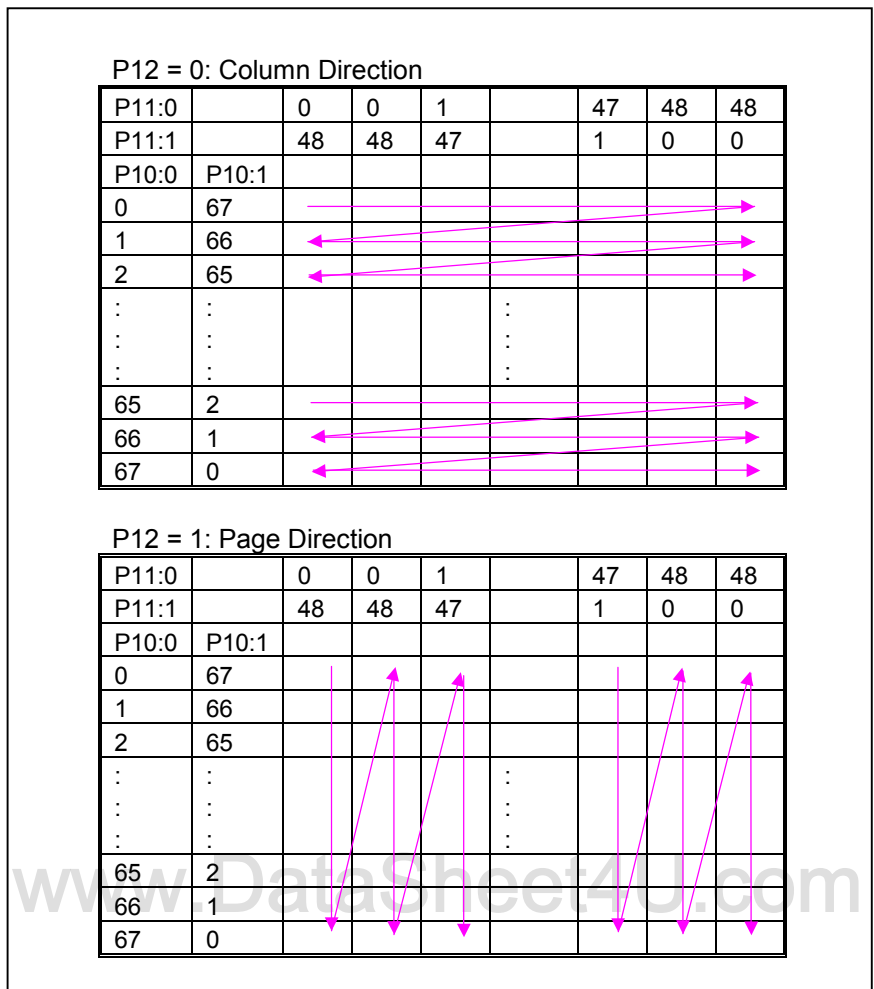 P12 = 0: Column Direction
P11:0 0 0 1 47 48 48
P11:1 48 48 47 1 0 0
P10:0 P10:1
0 67
1 66
2 65
: : :
: : :
: : :
65 2
66 1
67 0
P12 = 1: Page Direction
P11:0 0 0 1 47 48 48
P11:1 48 48 47 1 0 0
P10:0 P10:1
0 67
1 66
2 65
: : :
: : :
: : :
65 2
www.DataSheet4U.com
66 1
67 0